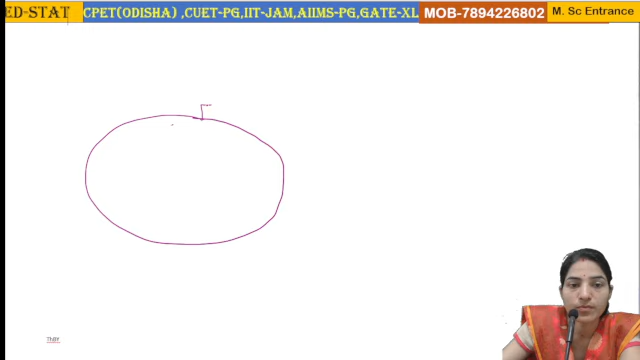 ED-STAT CPET(ODISHA) ,CUET-PG,IIT-JAM,AIIMS-PG,GATE-XL MOB-7894226802 M. Sc Entrance